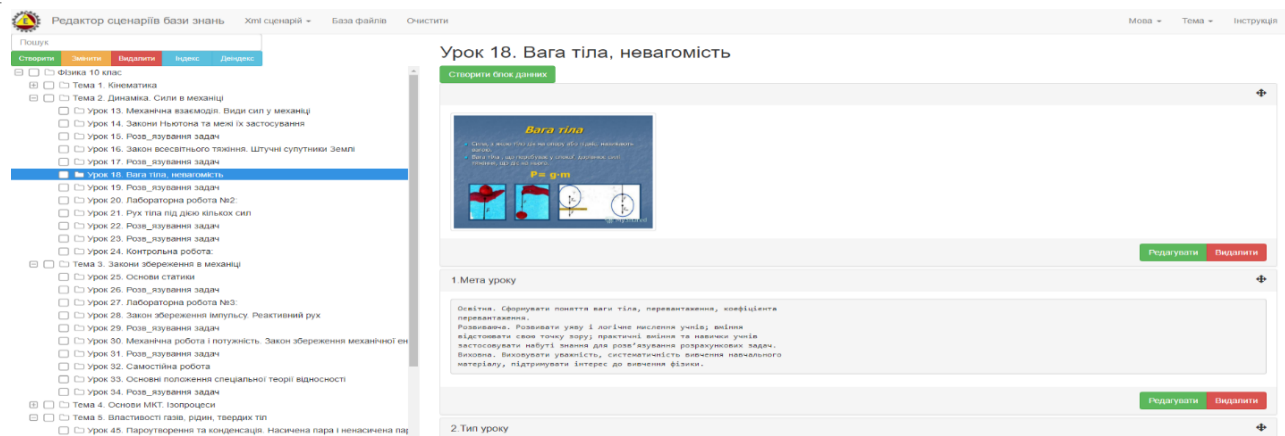 Редактор сценаріїв бази знань
Xml сценарій
База файлів
Очистити
Мова
Тема
Інструкція
Пошук
Створити
Змінити
Видалити
Індекс
Деіндекс
Фізика 10 клас
Тема 1. Кінематика
Тема 2. Динаміка. Сили в механіці
Урок 13. Механічна взаємодія. Види сил у механіці
Урок 14. Закони Ньютона та межі їх застосування
Урок 15. Розв_язування задач
Урок 16. Закон всесвітнього тяжіння. Штучні супутники Землі
Урок 17. Розв_язування задач
Урок 18. Вага тіла, невагомість
Урок 19. Розв_язування задач
Урок 20. Лабораторна робота №2:
Урок 21. Рух тіла під дією кількох сил
Урок 22. Розв_язування задач
Урок 23. Розв_язування задач
Урок 24. Контрольна робота:
Тема 3. Закони збереження в механіці
Урок 25. Основи статики
Урок 26. Розв_язування задач
Урок 27. Лабораторна робота №3:
Урок 28. Закон збереження імпульсу. Реактивний рух
Урок 29. Розв_язування задач
Урок 30. Механічна робота і потужність. Закон збереження механічної ен
Урок 31. Розв_язування задач
Урок 32. Самостійна робота
Урок 33. Основні положення спеціальної теорії відносності
Урок 34. Розв_язування задач
Тема 4. Основи МКТ. Ізопроцеси
Тема 5. Властивості газів, рідин, твердих тіл
Урок 45. Пароутворення та конденсація. Насичена пара і ненасичена пар
Урок 18. Вага тіла, невагомість
Створити блок данних
Вага тіла
P= g·m
Редагувати
Видалити
1.Мета уроку
Освітня. Сформувати поняття ваги тіла, перевантаження, коефіцієнта
перевантаження.
Розвиваюча. Розвивати уяву і логічне мислення учнів; вміння
відстоювати свою точку зору; практичні вміння та навички учнів
застосовувати набуті знання для розв'язування розрахункових задач.
Виховна. Виховувати уважність, систематичність вивчення навчального
матеріалу, підтримувати інтерес до вивчення фізики.
Редагувати
Видалити
2.Тип уроку